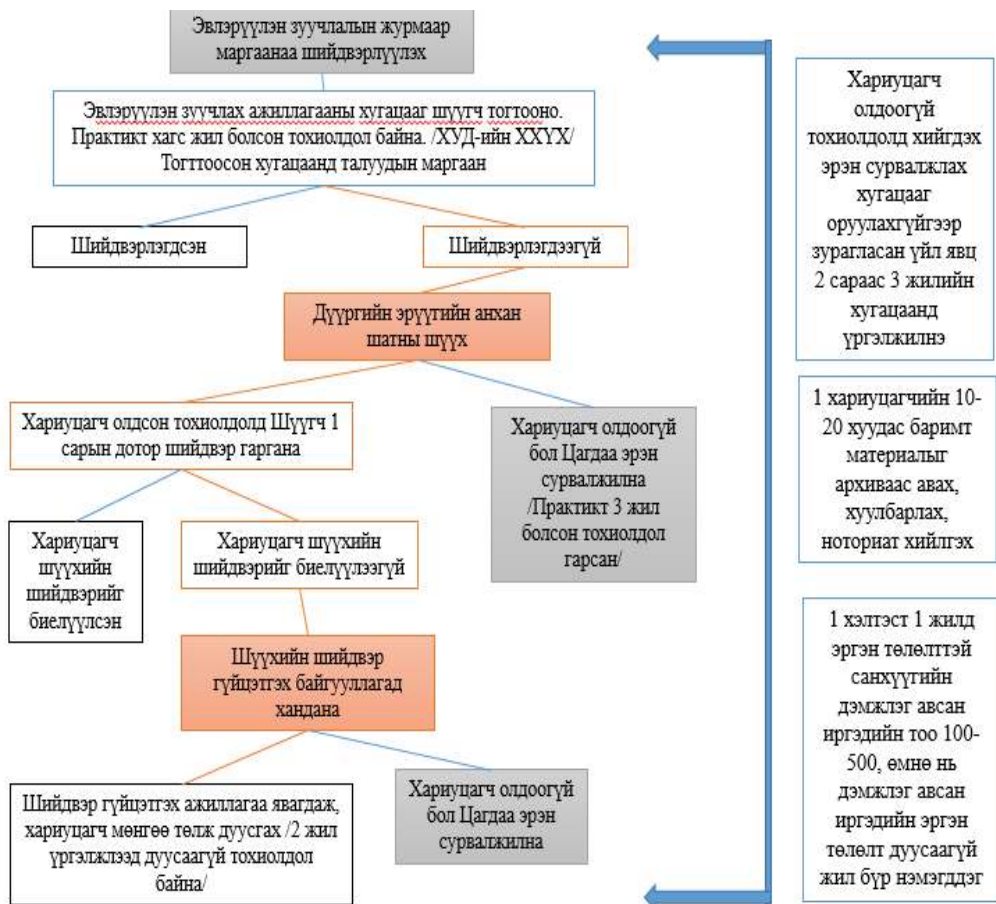 Эвлэрүүлэн зуучлалын журмаар
маргаанаа шийдвэрлүүлэх
Эвлэрүүлэн зуучлах ажиллагааны хугацааг шүүгч тогтооно.
Практикт хагс жил болсон тохиолдол байна. /ХУД-ийн ХХҮХ/
Тогттоосон хугацаанд талуудын маргаан
Шийдвэрлэгдсэн
Шийдвэрлэгдээгүй
Дүүргийн эрүүгийн анхан
шатны шүүх
Хариуцагч олдсон тохиолдолд Шүүгч 1
сарын дотор шийдвэр гаргана
Хариуцагч олдоогүй
бол Цагдаа эрэн
сурвалжилна
/Практикт 3 жил
болсон тохиолдол
гарсан/
Хариуцагч
шүүхийн
шийдвэрийг
биелүүлсэн
Хариуцагч шүүхийн
шийдвэрийг биелүүлээгүй
Шүүхийн шийдвэр
гүйцэтгэх байгууллагад
хандана
Шийдвэр гүйцэтгэх ажиллагаа явагдаж,
хариуцагч мөнгөө төлж дуусгах /2 жил
үргэлжлээд дуусаагүй тохиолдол
байна/
Хариуцагч олдоогүй
бол Цагдаа эрэн
сурвалжилна
Хариуцагч
олдоогүй
тохиолдолд хийгдэх
эрэн сурвалжлах
хугацааг
оруулахгүйгээр
зурагласан үйл явц
2 сараас 3 жилийн
хугацаанд
үргэлжилнэ
1 хариуцагчийн 10-
20 хуудас баримт
материалыг
архиваас авах,
хуулбарлах,
нотариат хийлгэх
1 хэлтэст 1 жилд
эргэн төлөлттэй
санхүүгийн
дэмжлэг авсан
иргэдийн тоо 100-
500, өмнө нь
дэмжлэг авсан
иргэдийн эргэн
төлөлт дуусаагүй
жил бүр нэмэгддэг